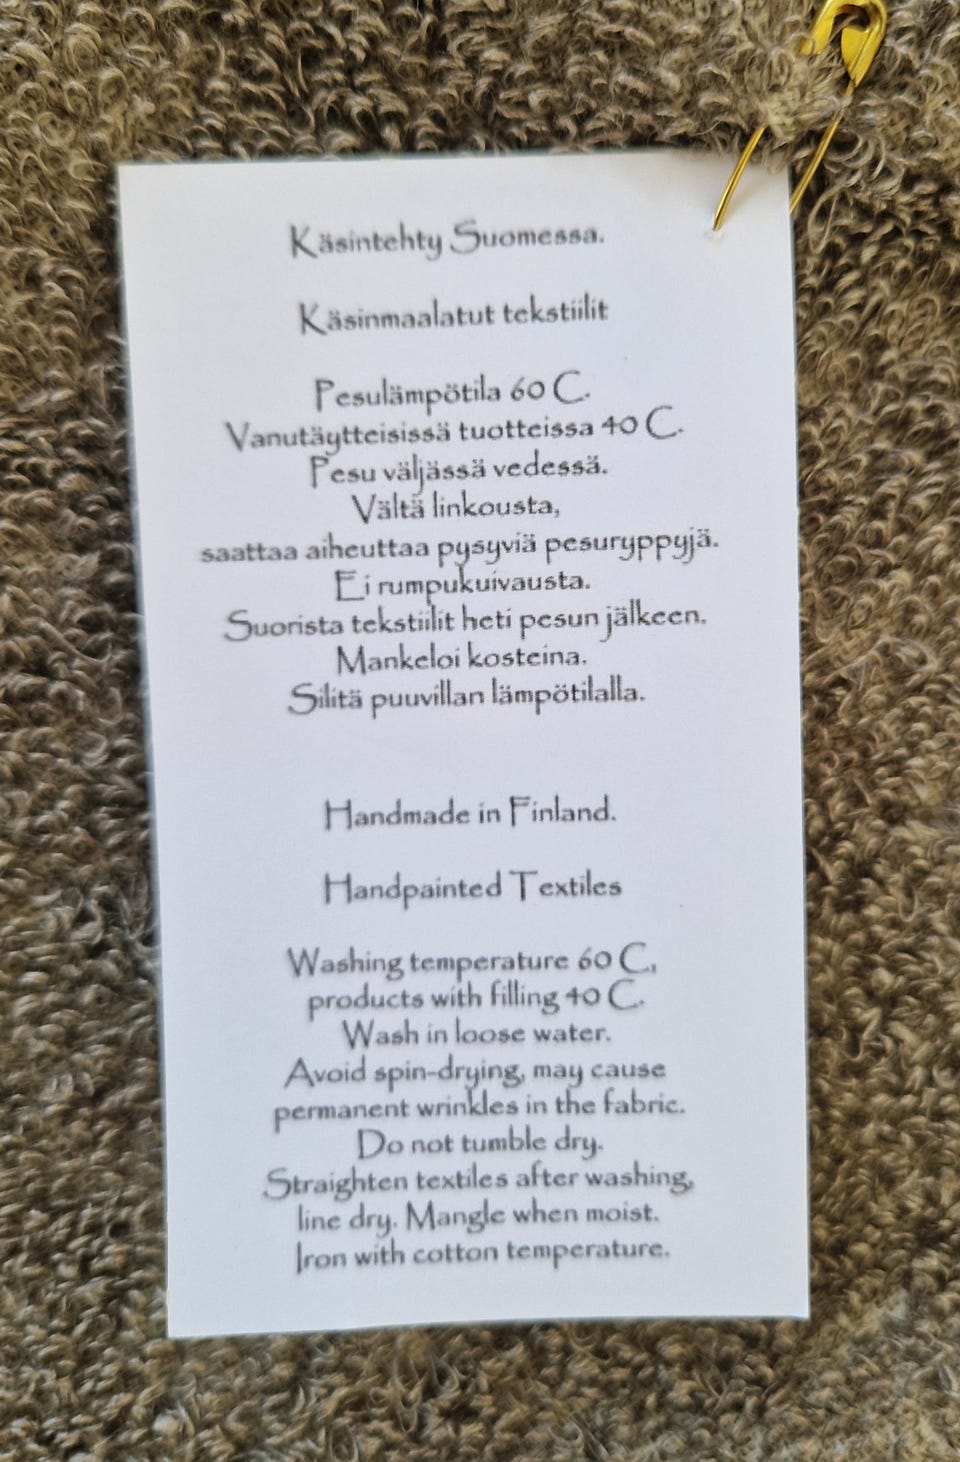 Käsintehty Suomessa.
Käsinmaalatut tekstiilit
Pesulämpötila 60 C.
Vanutäytteisissä tuotteissa 40 C.
Pesu väljässä vedessä.
Vältä linkousta,
saattaa aiheuttaa pysyviä pesuryppyjä.
Ei rumpukuivausta.
Suorista tekstiilit heti pesun jälkeen.
Mankeloi kosteina.
Silitä puuvillan lämpötilalla.
Handmade in Finland.
Handpainted Textiles
Washing temperature 60 C,
products with filling 40 C.
Wash in loose water.
Avoid spin-drying, may cause
permanent wrinkles in the fabric.
Do not tumble dry.
Straighten textiles after washing,
line dry. Mangle when moist.
Iron with cotton temperature.